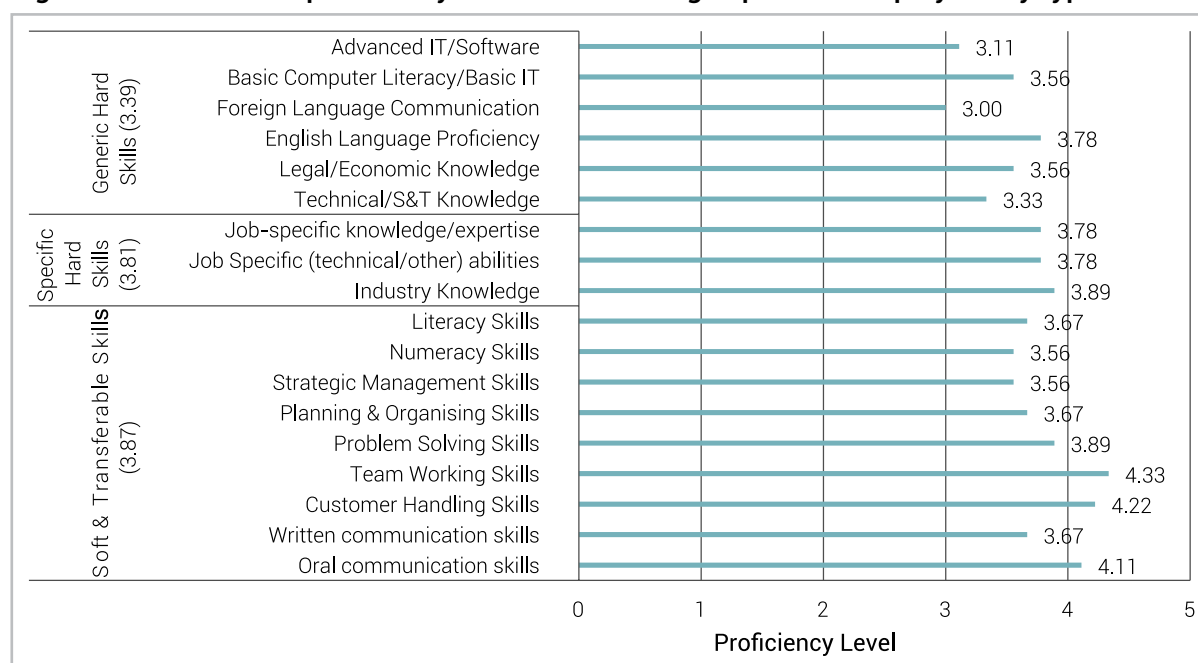 Generic Hard
Skills (3.39)
Advanced IT/Software 3.11
Basic Computer Literacy/Basic IT 3.56
Foreign Language Communication 3.00
English Language Proficiency 3.78
Legal/Economic Knowledge 3.56
Technical/S&T Knowledge 3.33
Specific
Hard
Skills
(3.81)
Job-specific knowledge/expertise 3.78
Job Specific (technical/other) abilities 3.78
Industry Knowledge 3.89
Soft & Transferable Skills
(3.87)
Literacy Skills 3.67
Numeracy Skills 3.56
Strategic Management Skills 3.56
Planning & Organising Skills 3.67
Problem Solving Skills 3.89
Team Working Skills 4.33
Customer Handling Skills 4.22
Written communication skills 3.67
Oral communication skills 4.11
0 1 2 3 4 5
Proficiency Level